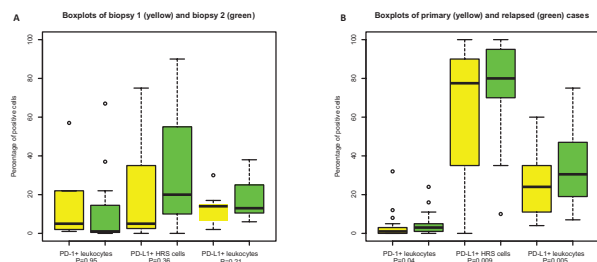 A
Boxplots of biopsy 1 (yellow) and biopsy 2 (green)
Percentage of positive cells
100
80
60
40
20
0
PD-1+ leukocytes
P=0.95
PD-L1+ HRS cells
P=0.36
PD-L1+ leukocytes
P=0.21
B
Boxplots of primary (yellow) and relapsed (green) cases
Percentage of positive cells
100
80
60
40
20
0
PD-1+ leukocytes
P=0.04
PD-L1+ HRS cells
P=0.009
PD-L1+ leukocytes
P=0.005